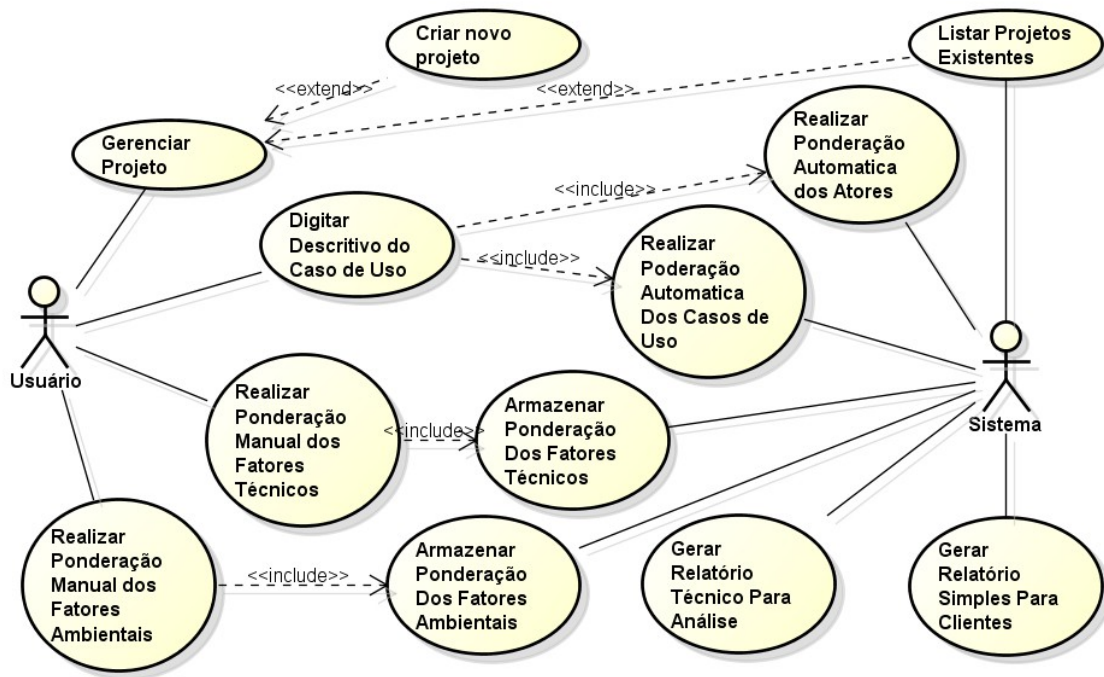 Criar novo
projeto
Listar Projetos
Existentes
<<extend>>
<<extend>>
Gerenciar
Projeto
Realizar
Ponderação
Automatica
dos Atores
<<include>>
Digitar
Descritivo do
Caso de Uso
<<include>>
Realizar
Poderação
Automatica
Dos Casos de
Uso
Usuário
Sistema
Realizar
Ponderação
Manual dos
Fatores
Técnicos
<<include>>
Armazenar
Ponderação
Dos Fatores
Técnicos
Realizar
Ponderação
Manual dos
Fatores
Ambientais
<<include>>
Armazenar
Ponderação
Dos Fatores
Ambientais
Gerar
Relatório
Técnico Para
Análise
Gerar
Relatório
Simples Para
Clientes